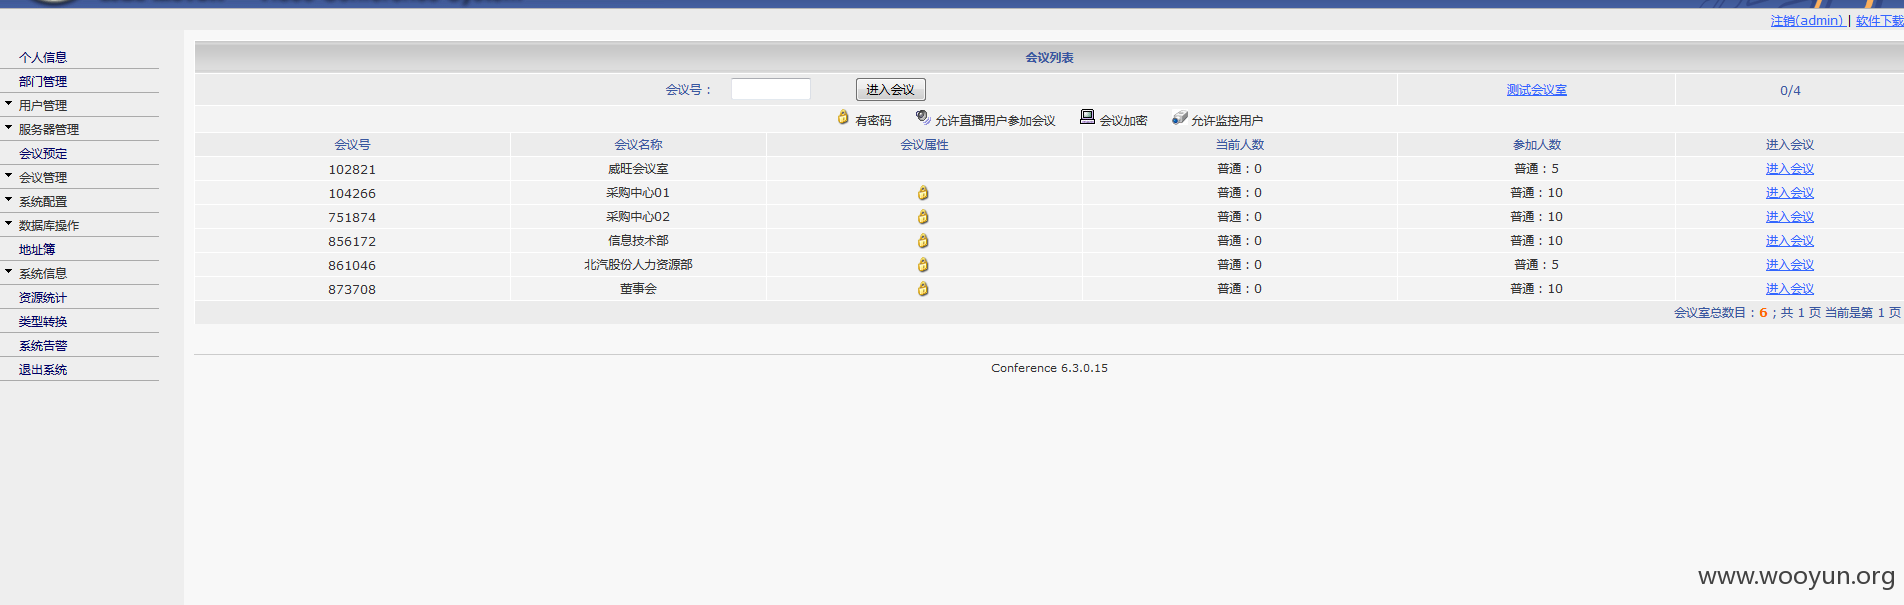 注销(admin) | 软件下载
个人信息
部门管理
用户管理
服务器管理
会议预定
会议管理
系统配置
数据库操作
地址簿
系统信息
资源统计
类型转换
系统告警
退出系统
会议列表
会议号： 进入会议 测试会议室 0/4
有密码 允许直播用户参加会议 会议加密 允许监控用户
会议号 会议名称 会议属性 当前人数 参加人数 进入会议
102821 威旺会议室 普通：0 普通：5 进入会议
104266 采购中心01 普通：0 普通：10 进入会议
751874 采购中心02 普通：0 普通：10 进入会议
856172 信息技术部 普通：0 普通：10 进入会议
861046 北汽股份人力资源部 普通：0 普通：5 进入会议
873708 董事会 普通：0 普通：10 进入会议
会议室总数目：6；共 1 页 当前是第 1 页
Conference 6.3.0.15
www.wooyun.org